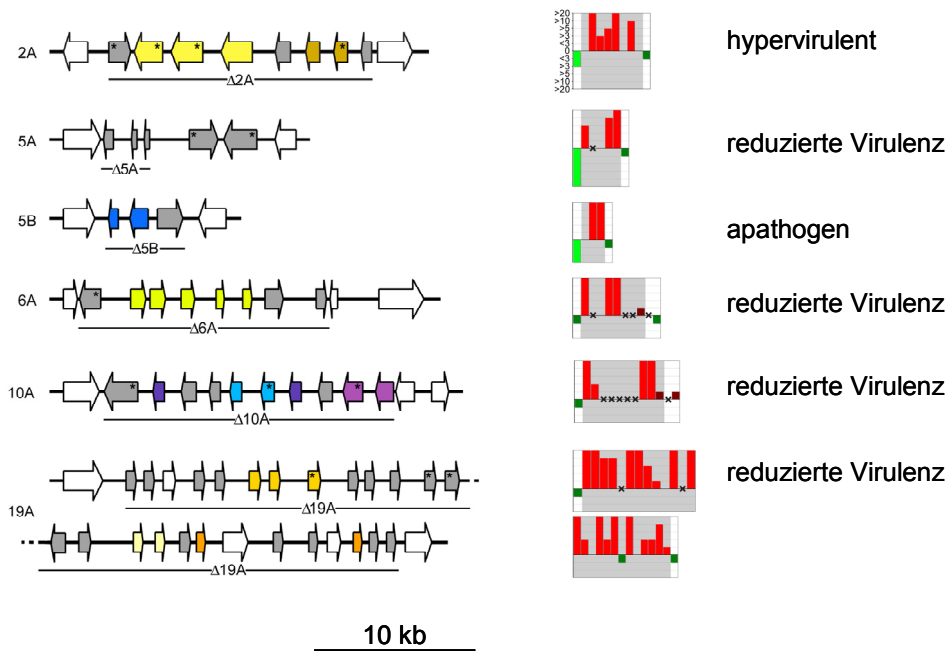 >20
>10
>5
>3
<3
0
<3
>3
>5
>10
>20
2A
* * * *
Δ2A
hypervirulent
5A
* *
Δ5A
reduzierte Virulenz
5B
Δ5B
apathogen
6A
*
Δ6A
reduzierte Virulenz
10A
* * *
Δ10A
reduzierte Virulenz
* * *
Δ19A
reduzierte Virulenz
19A
Δ19A
10 kb